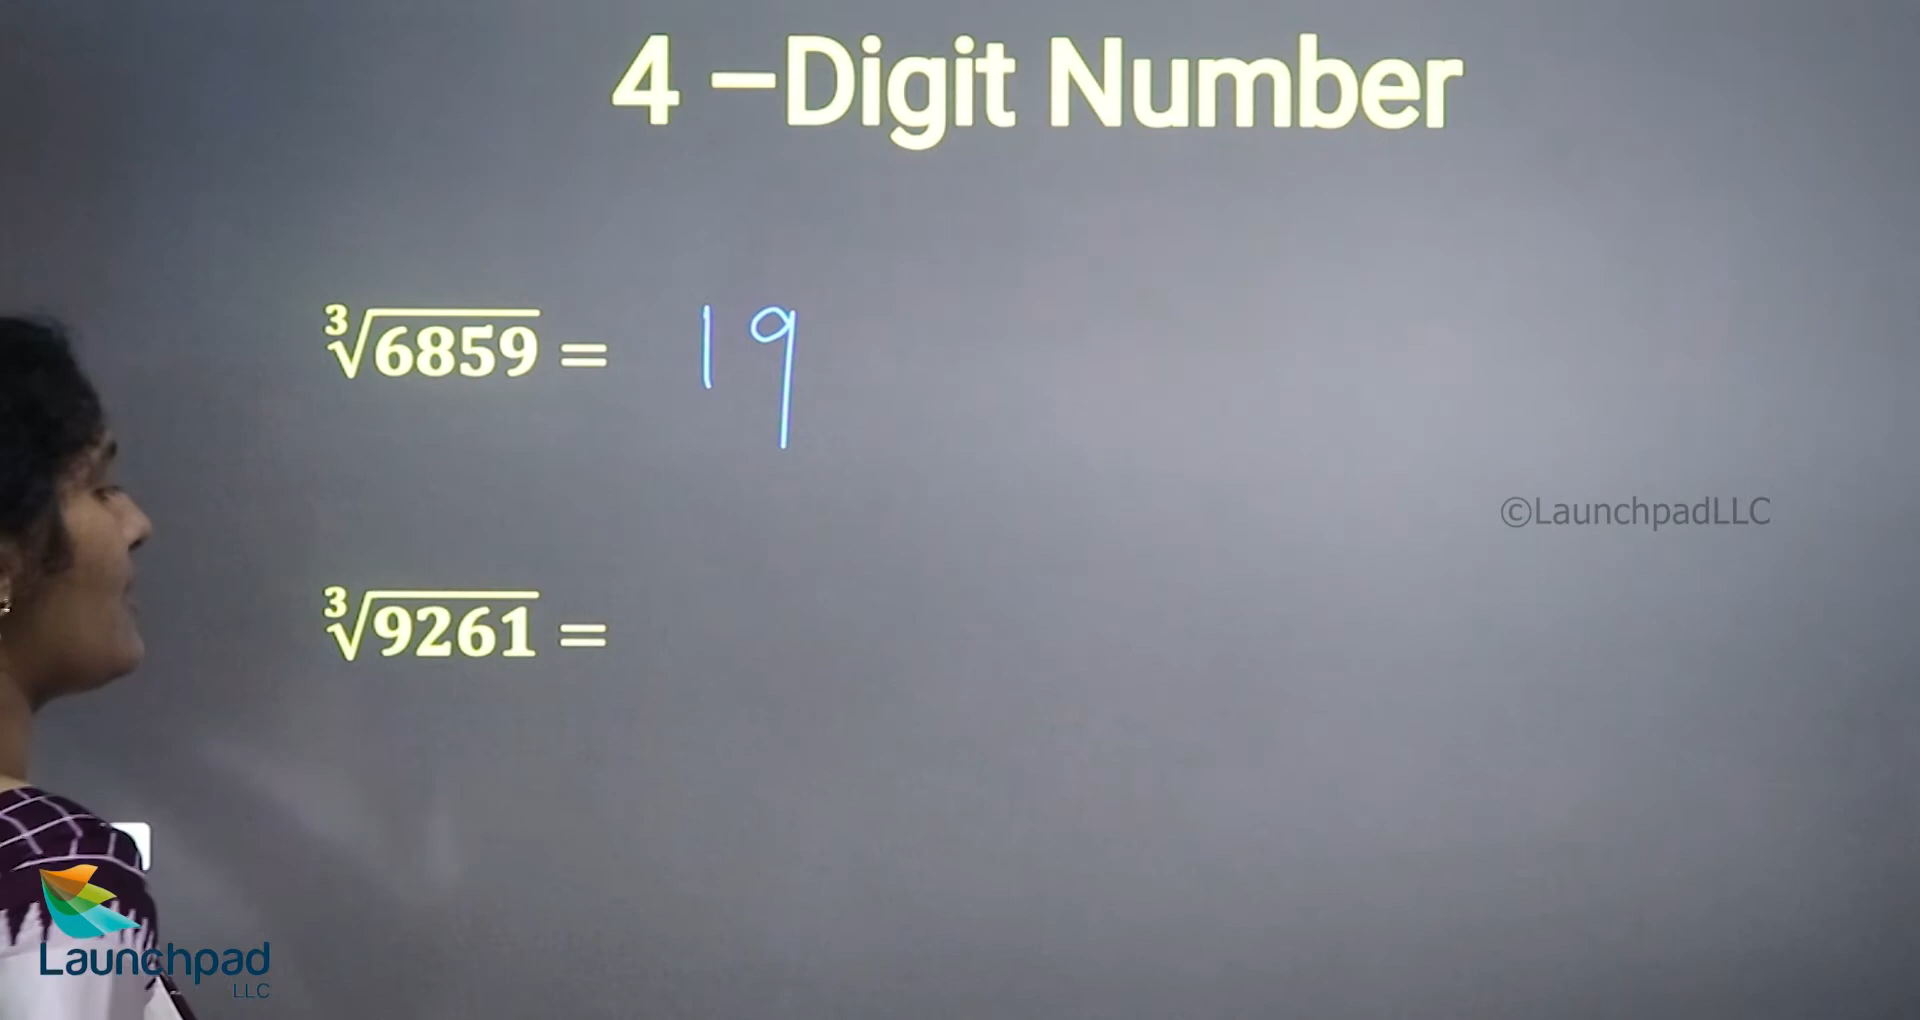 4 –Digit Number
∛6859 = 19
©LaunchpadLLC
∛9261 =
Launchpad
LLC